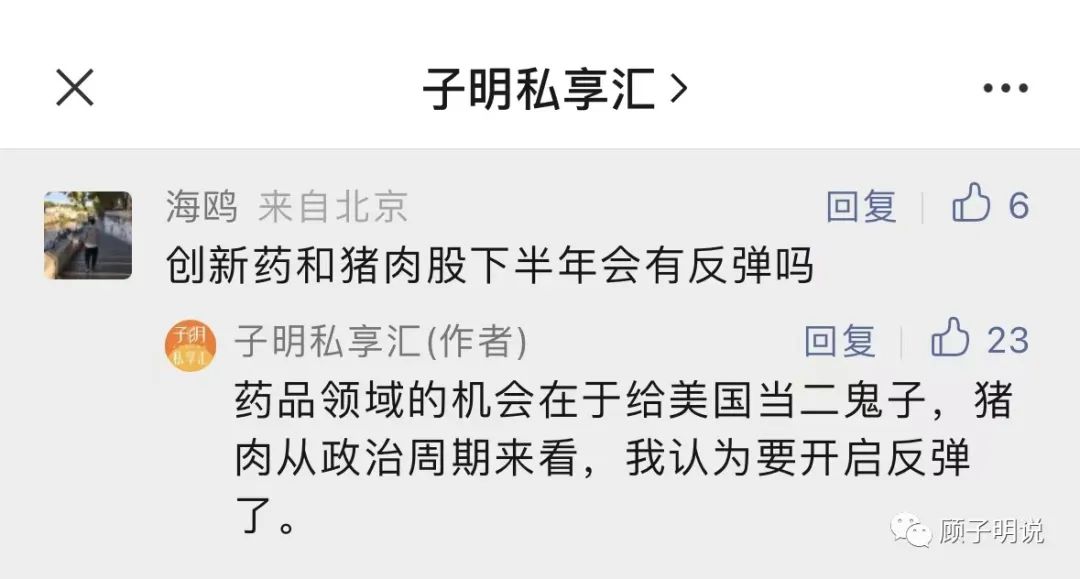 子明私享汇
海鸥 来自北京 回复 6
创新药和猪肉股下半年会有反弹吗
子明私享汇
子明私享汇(作者) 回复 23
药品领域的机会在于给美国当二鬼子，猪
肉从政治周期来看，我认为要开启反弹
了。
顾子明说